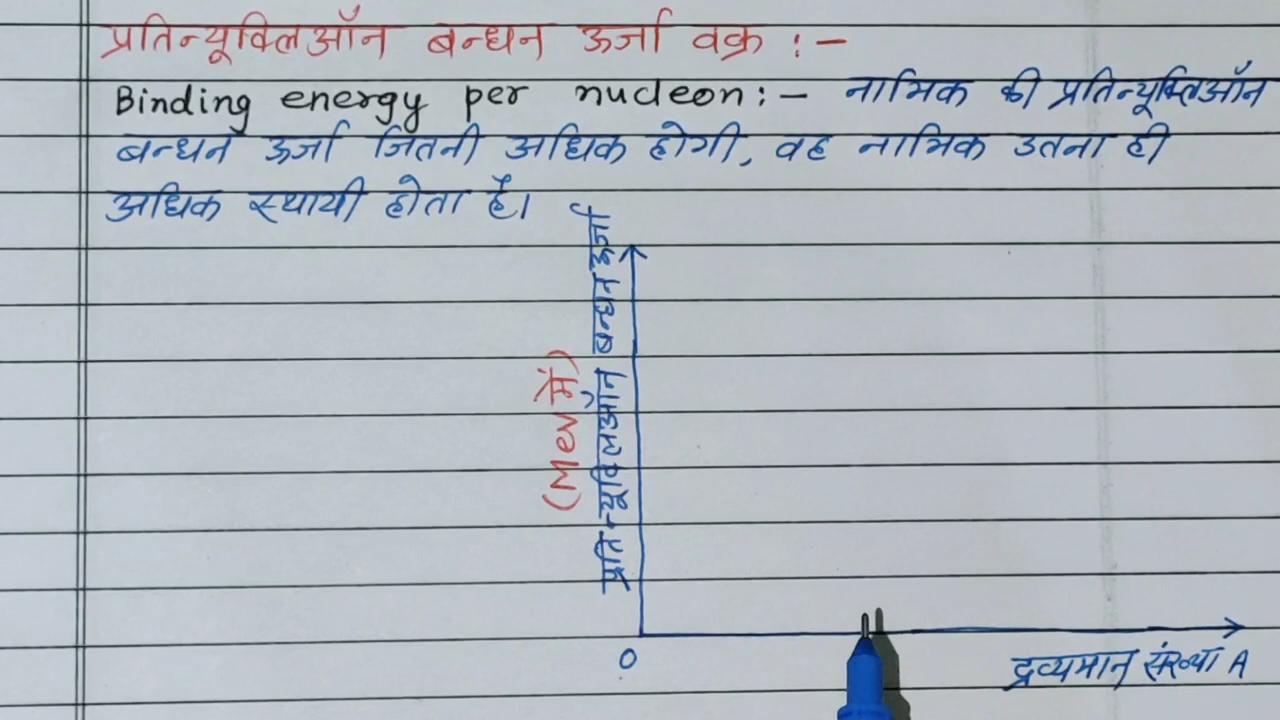 प्रतिन्यूक्लिऑन बन्धन ऊर्जा वक्र :-
Binding energy per nucleon:- नाभिक की प्रतिन्यूक्लिऑन
बन्धन ऊर्जा जितनी अधिक होगी, वह नाभिक उतना ही
अधिक स्थायी होता है।
प्रति न्यूक्लिऑन बन्धन ऊर्जा
(Mev में)
0
द्रव्यमान संख्या A